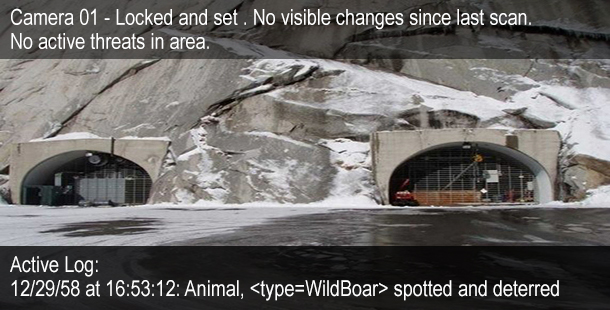 Camera 01 - Locked and set . No visible changes since last scan.
No active threats in area.
Active Log:
12/29/58 at 16:53:12: Animal, <type=WildBoar> spotted and deterred